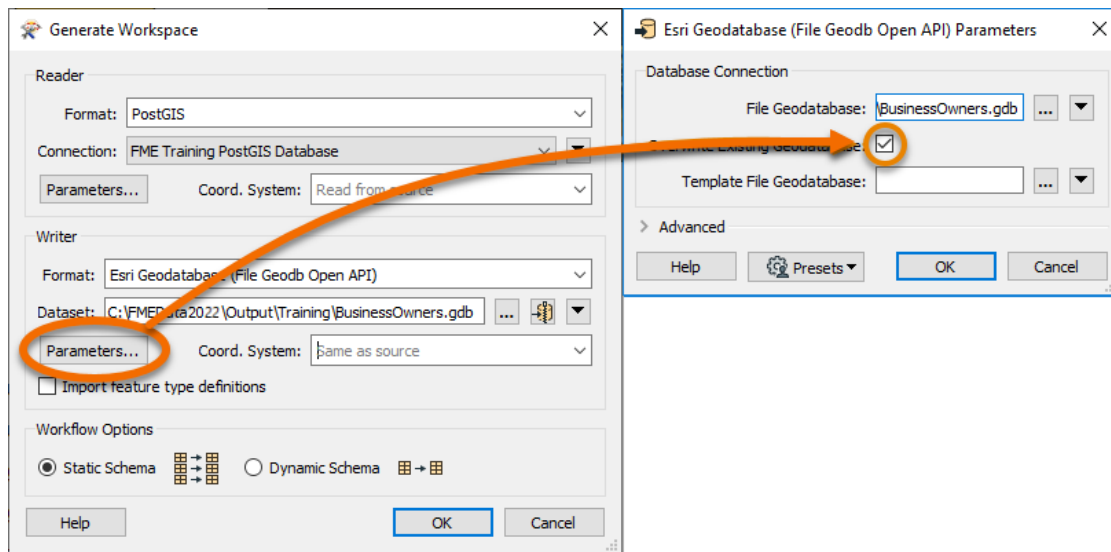 Generate Workspace
Reader
Format: PostGIS
Connection: FME Training PostGIS Database
Parameters... Coord. System: Read from source
Writer
Format: Esri Geodatabase (File Geodb Open API)
Dataset: C:\FMEData2022\Output\Training\BusinessOwners.gdb ...
Parameters... Coord. System: Same as source
Import feature type definitions
Workflow Options
Static Schema Dynamic Schema
Help OK Cancel
Esri Geodatabase (File Geodb Open API) Parameters
Database Connection
File Geodatabase: \BusinessOwners.gdb ...
Overwrite Existing Geodatabase:
Template File Geodatabase: ...
Advanced
Help Presets OK Cancel